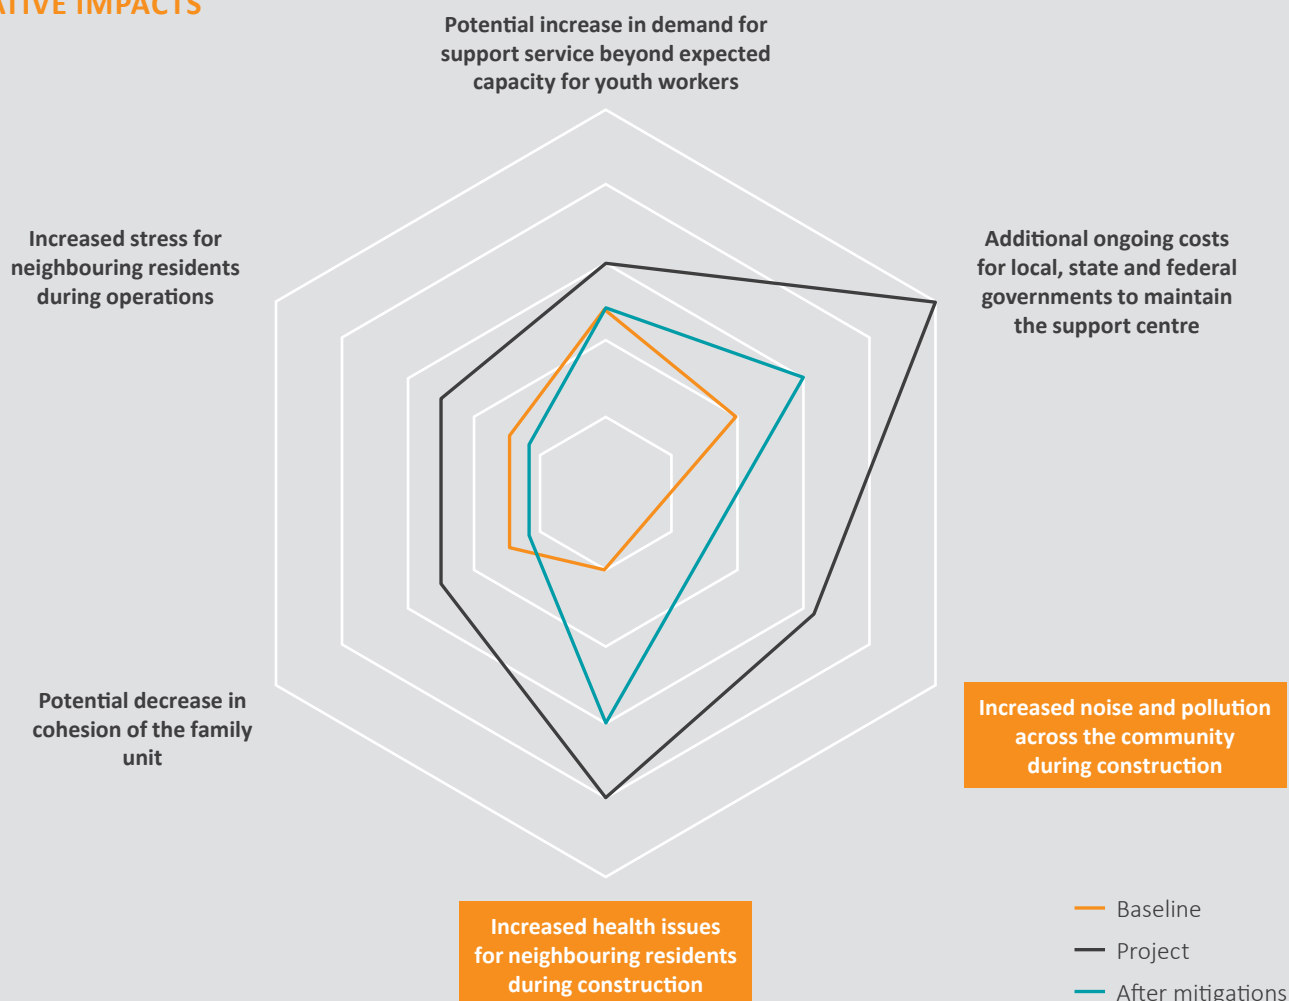 ATIVE IMPACTS
Potential increase in demand for
support service beyond expected
capacity for youth workers
Increased stress for
neighbouring residents
during operations
Additional ongoing costs
for local, state and federal
governments to maintain
the support centre
Potential decrease in
cohesion of the family
unit
Increased noise and pollution
across the community
during construction
Increased health issues
for neighbouring residents
during construction
Baseline
Project
After mitigations